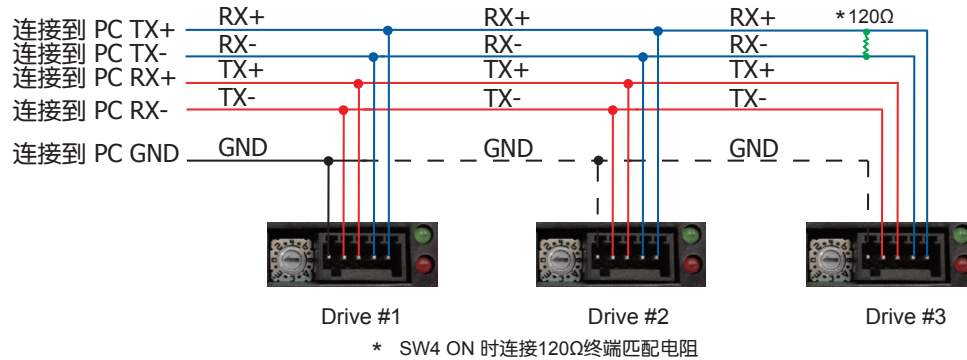 连接到 PC TX+ RX+ RX+ RX+ *120Ω
连接到 PC TX- RX- RX- RX-
连接到 PC RX+ TX+ TX+ TX+
连接到 PC RX- TX- TX- TX-
连接到 PC GND GND GND GND
Drive #1 Drive #2 Drive #3
* SW4 ON 时连接120Ω终端匹配电阻